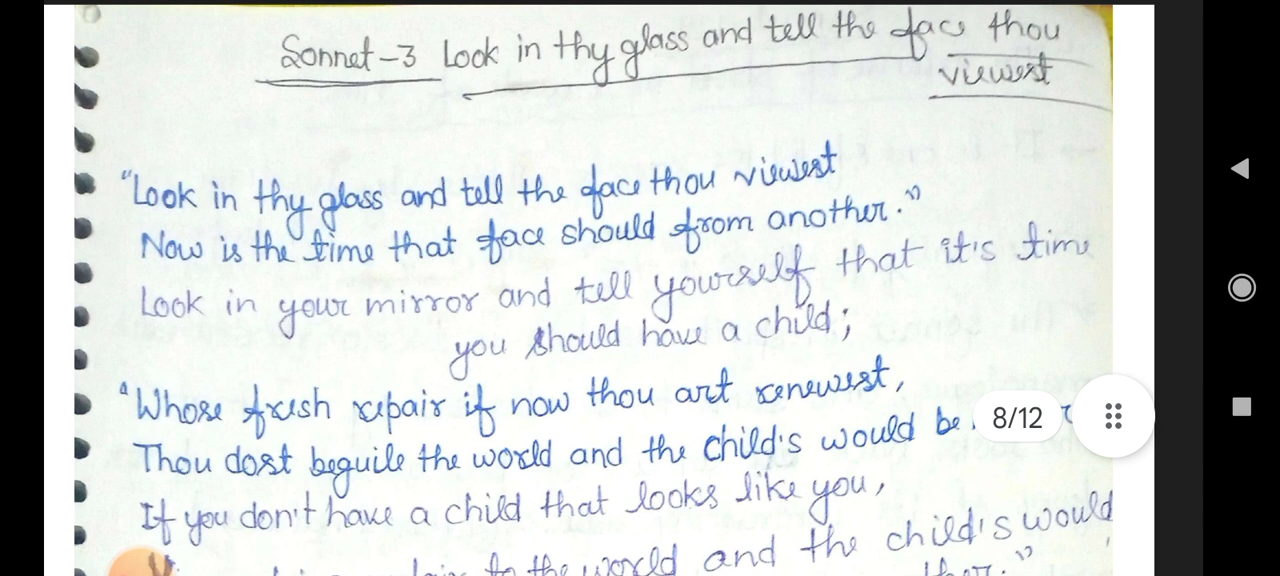 Sonnet-3 Look in thy glass and tell the face thou
viewest
"Look in thy glass and tell the face thou viewest
Now is the time that face should from another."
Look in your mirror and tell yourself that it's time
you should have a child;
"Whose fresh repair if now thou art renewest,
Thou dost beguile the world and the child's would be
8/12
If you don't have a child that looks like you,
to the world and the child's would